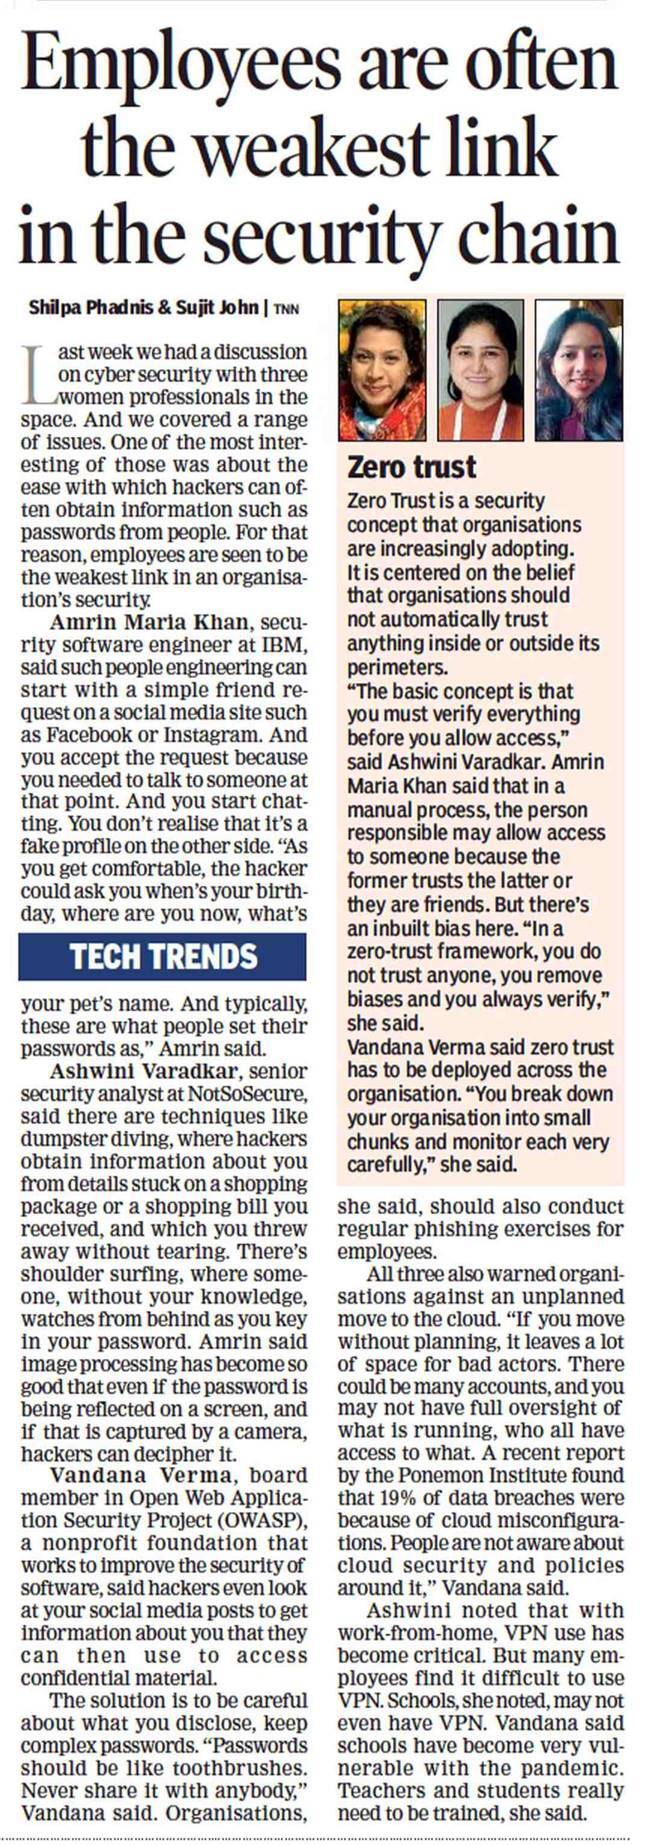 Employees are often
the weakest link
in the security chain
Shilpa Phadnis & Sujit John | TNN
Last week we had a discussion
on cyber security with three
women professionals in the
space. And we covered a range
of issues. One of the most inter-
esting of those was about the
ease with which hackers can of-
ten obtain information such as
passwords from people. For that
reason, employees are seen to be
the weakest link in an organisa-
tion's security.
Amrin Maria Khan, secu-
rity software engineer at IBM,
said such people engineering can
start with a simple friend re-
quest on a social media site such
as Facebook or Instagram. And
you accept the request because
you needed to talk to someone at
that point. And you start chat-
ting. You don't realise that it's a
fake profile on the other side. "As
you get comfortable, the hacker
could ask you when's your birth-
day, where are you now, what's
TECH TRENDS
your pet's name. And typically,
these are what people set their
passwords as," Amrin said.
Ashwini Varadkar, senior
security analyst at NotSoSecure,
said there are techniques like
dumpster diving, where hackers
obtain information about you
from details stuck on a shopping
package or a shopping bill you
received, and which you threw
away without tearing. There's
shoulder surfing, where some-
one, without your knowledge,
watches from behind as you key
in your password. Amrin said
image processing has become so
good that even if the password is
being reflected on a screen, and
if that is captured by a camera,
hackers can decipher it.
Vandana Verma, board
member in Open Web Applica-
tion Security Project (OWASP),
a nonprofit foundation that
works to improve the security of
software, said hackers even look
at your social media posts to get
information about you that they
can then use to access
confidential material.
The solution is to be careful
about what you disclose, keep
complex passwords. "Passwords
should be like toothbrushes.
Never share it with anybody,"
Vandana said. Organisations,
Zero trust
Zero Trust is a security
concept that organisations
are increasingly adopting.
It is centered on the belief
that organisations should
not automatically trust
anything inside or outside its
perimeters.
"The basic concept is that
you must verify everything
before you allow access,"
said Ashwini Varadkar. Amrin
Maria Khan said that in a
manual process, the person
responsible may allow access
to someone because the
former trusts the latter or
they are friends. But there's
an inbuilt bias here. "In a
zero-trust framework, you do
not trust anyone, you remove
biases and you always verify,"
she said.
Vandana Verma said zero trust
has to be deployed across the
organisation. "You break down
your organisation into small
chunks and monitor each very
carefully," she said.
she said, should also conduct
regular phishing exercises for
employees.
All three also warned organi-
sations against an unplanned
move to the cloud. "If you move
without planning, it leaves a lot
of space for bad actors. There
could be many accounts, and you
may not have full oversight of
what is running, who all have
access to what. A recent report
by the Ponemon Institute found
that 19% of data breaches were
because of cloud misconfigura-
tions. People are not aware about
cloud security and policies
around it," Vandana said.
Ashwini noted that with
work-from-home, VPN use has
become critical. But many em-
ployees find it difficult to use
VPN. Schools, she noted, may not
even have VPN. Vandana said
schools have become very vul-
nerable with the pandemic.
Teachers and students really
need to be trained, she said.